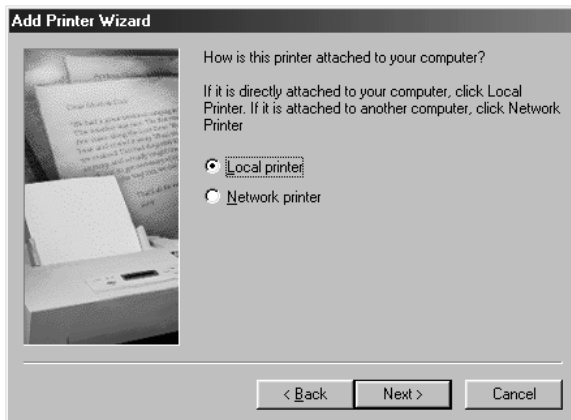 Add Printer Wizard
How is this printer attached to your computer?
If it is directly attached to your computer, click Local
Printer. If it is attached to another computer, click Network
Printer
Local printer
Network printer
< Back
Next >
Cancel